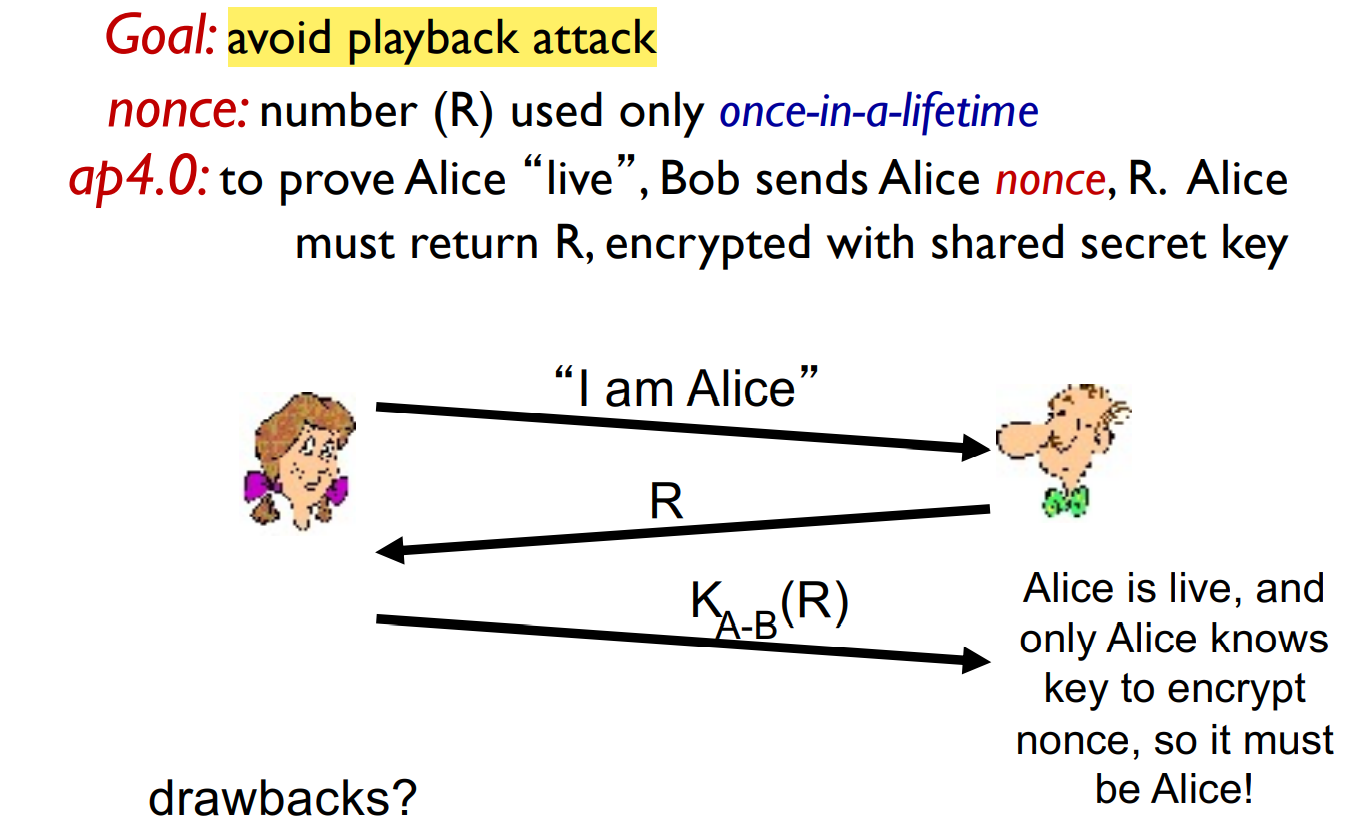 Goal: avoid playback attack
nonce: number (R) used only once-in-a-lifetime
ap4.0: to prove Alice “live”, Bob sends Alice nonce, R. Alice
must return R, encrypted with shared secret key
“I am Alice”
R
K_A-B(R)
Alice is live, and
only Alice knows
key to encrypt
nonce, so it must
be Alice!
drawbacks?